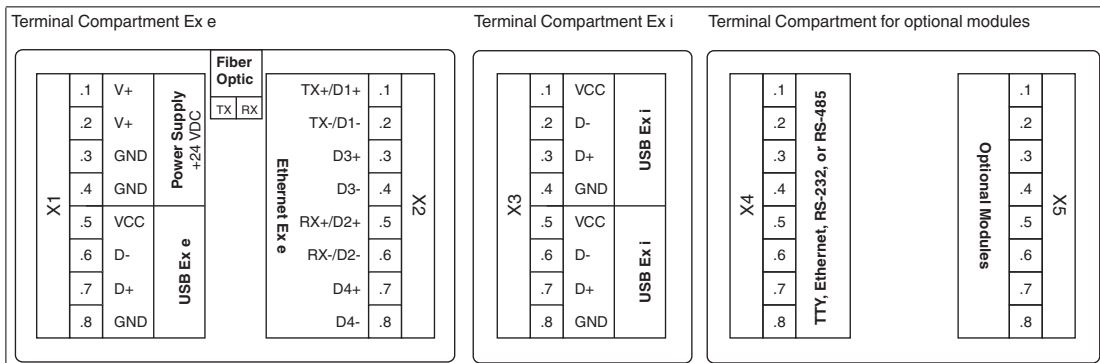 Terminal Compartment Ex e
X1
.1 V+
.2 V+
.3 GND
.4 GND
Power Supply
+24 VDC
.5 VCC
.6 D-
.7 D+
.8 GND
USB Ex e
Fiber
Optic
TX RX
Ethernet Ex e
TX+/D1+ .1
TX-/D1- .2
D3+ .3
D3- .4
RX+/D2+ .5
RX-/D2- .6
D4+ .7
D4- .8
X2
Terminal Compartment Ex i
X3
.1 VCC
.2 D-
.3 D+
.4 GND
USB Ex i
.5 VCC
.6 D-
.7 D+
.8 GND
USB Ex i
Terminal Compartment for optional modules
X4
.1
.2
.3
.4
.5
.6
.7
.8
TTY, Ethernet, RS-232, or RS-485
Optional Modules
.1
.2
.3
.4
.5
.6
.7
.8
X5